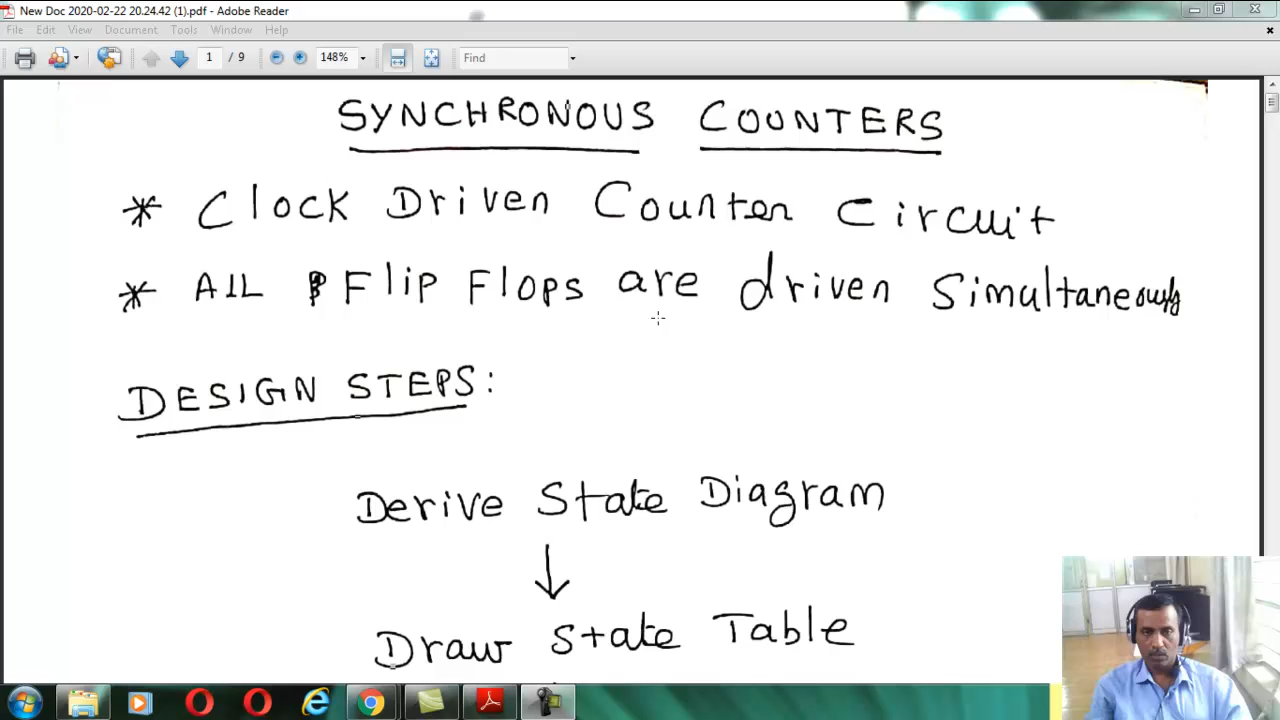 New Doc 2020-02-22 20.24.42 (1).pdf - Adobe Reader
File Edit View Document Tools Window Help
1 / 9 148% Find
SYNCHRONOUS COUNTERS
* Clock Driven Counter Circuit
* All Flip Flops are driven Simultaneously
DESIGN STEPS:
Derive State Diagram
↓
Draw State Table